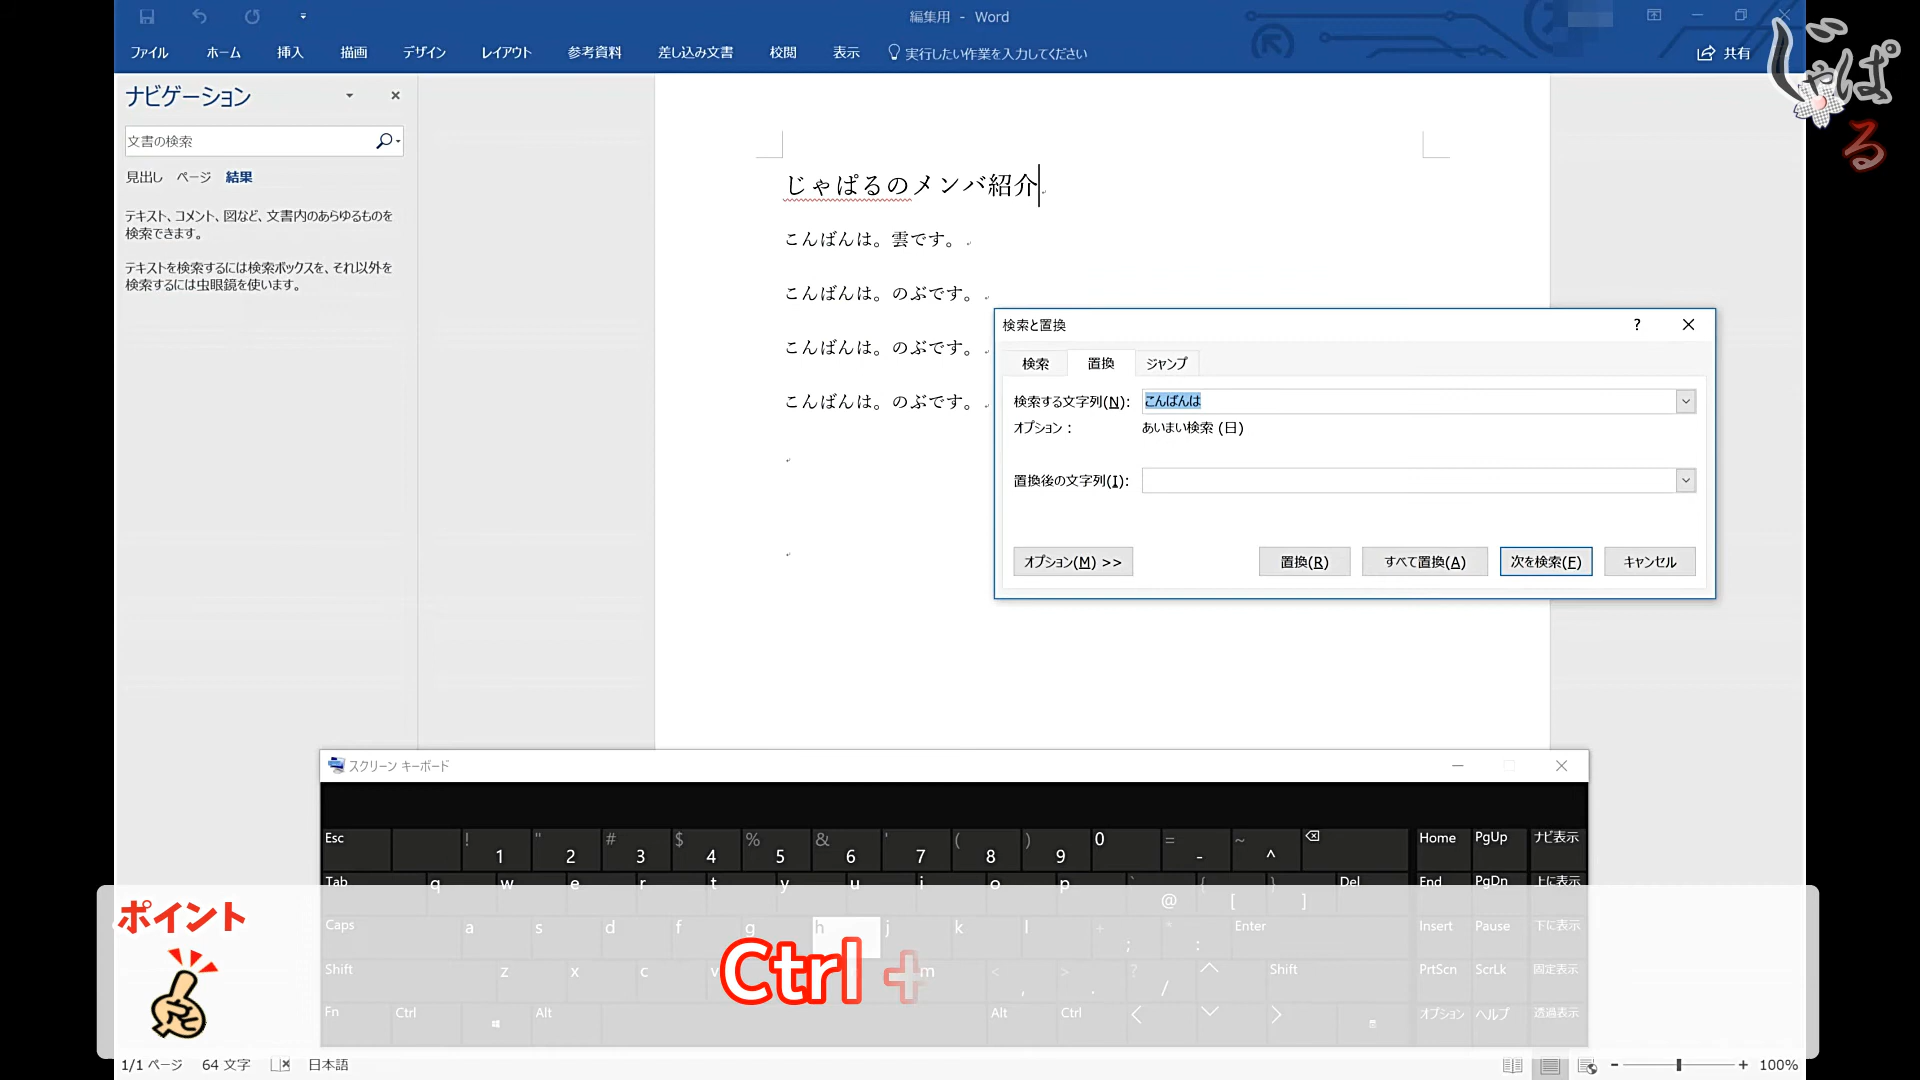 編集用 - Word
ファイル ホーム 挿入 描画 デザイン レイアウト 参考資料 差し込み文書 校閲 表示 実行したい作業を入力してください 共有
じゃぱる
ナビゲーション
文書の検索
見出し ページ 結果
テキスト、コメント、図など、文書内のあらゆるものを
検索できます。
テキストを検索するには検索ボックスを、それ以外を
検索するには虫眼鏡を使います。
じゃぱるのメンバ紹介
こんばんは。雲です。
こんばんは。のぶです。
こんばんは。のぶです。
こんばんは。のぶです。
検索と置換 ?
検索 置換 ジャンプ
検索する文字列(N): こんばんは
オプション : あいまい検索 (日)
置換後の文字列(I):
オプション(M) >> 置換(R) すべて置換(A) 次を検索(F) キャンセル
スクリーン キーボード
Esc ! 1 " 2 # 3 $ 4 % 5 & 6 ' 7 ( 8 ) 9 0 = - ~ ^ Home PgUp ナビ表示
Tab q w e r t y u i o p ` @ { [ } ] Del End PgDn 上に表示
Caps a s d f g h j k l + ; * : Enter Insert Pause 下に表示
Shift z x c v m < , > . ? / Shift PrtScn ScrLk 固定表示
Fn Ctrl Alt Alt Ctrl オプション ヘルプ 透過表示
ポイント
Ctrl +
1/1 ページ 64 文字 日本語 - + 100%